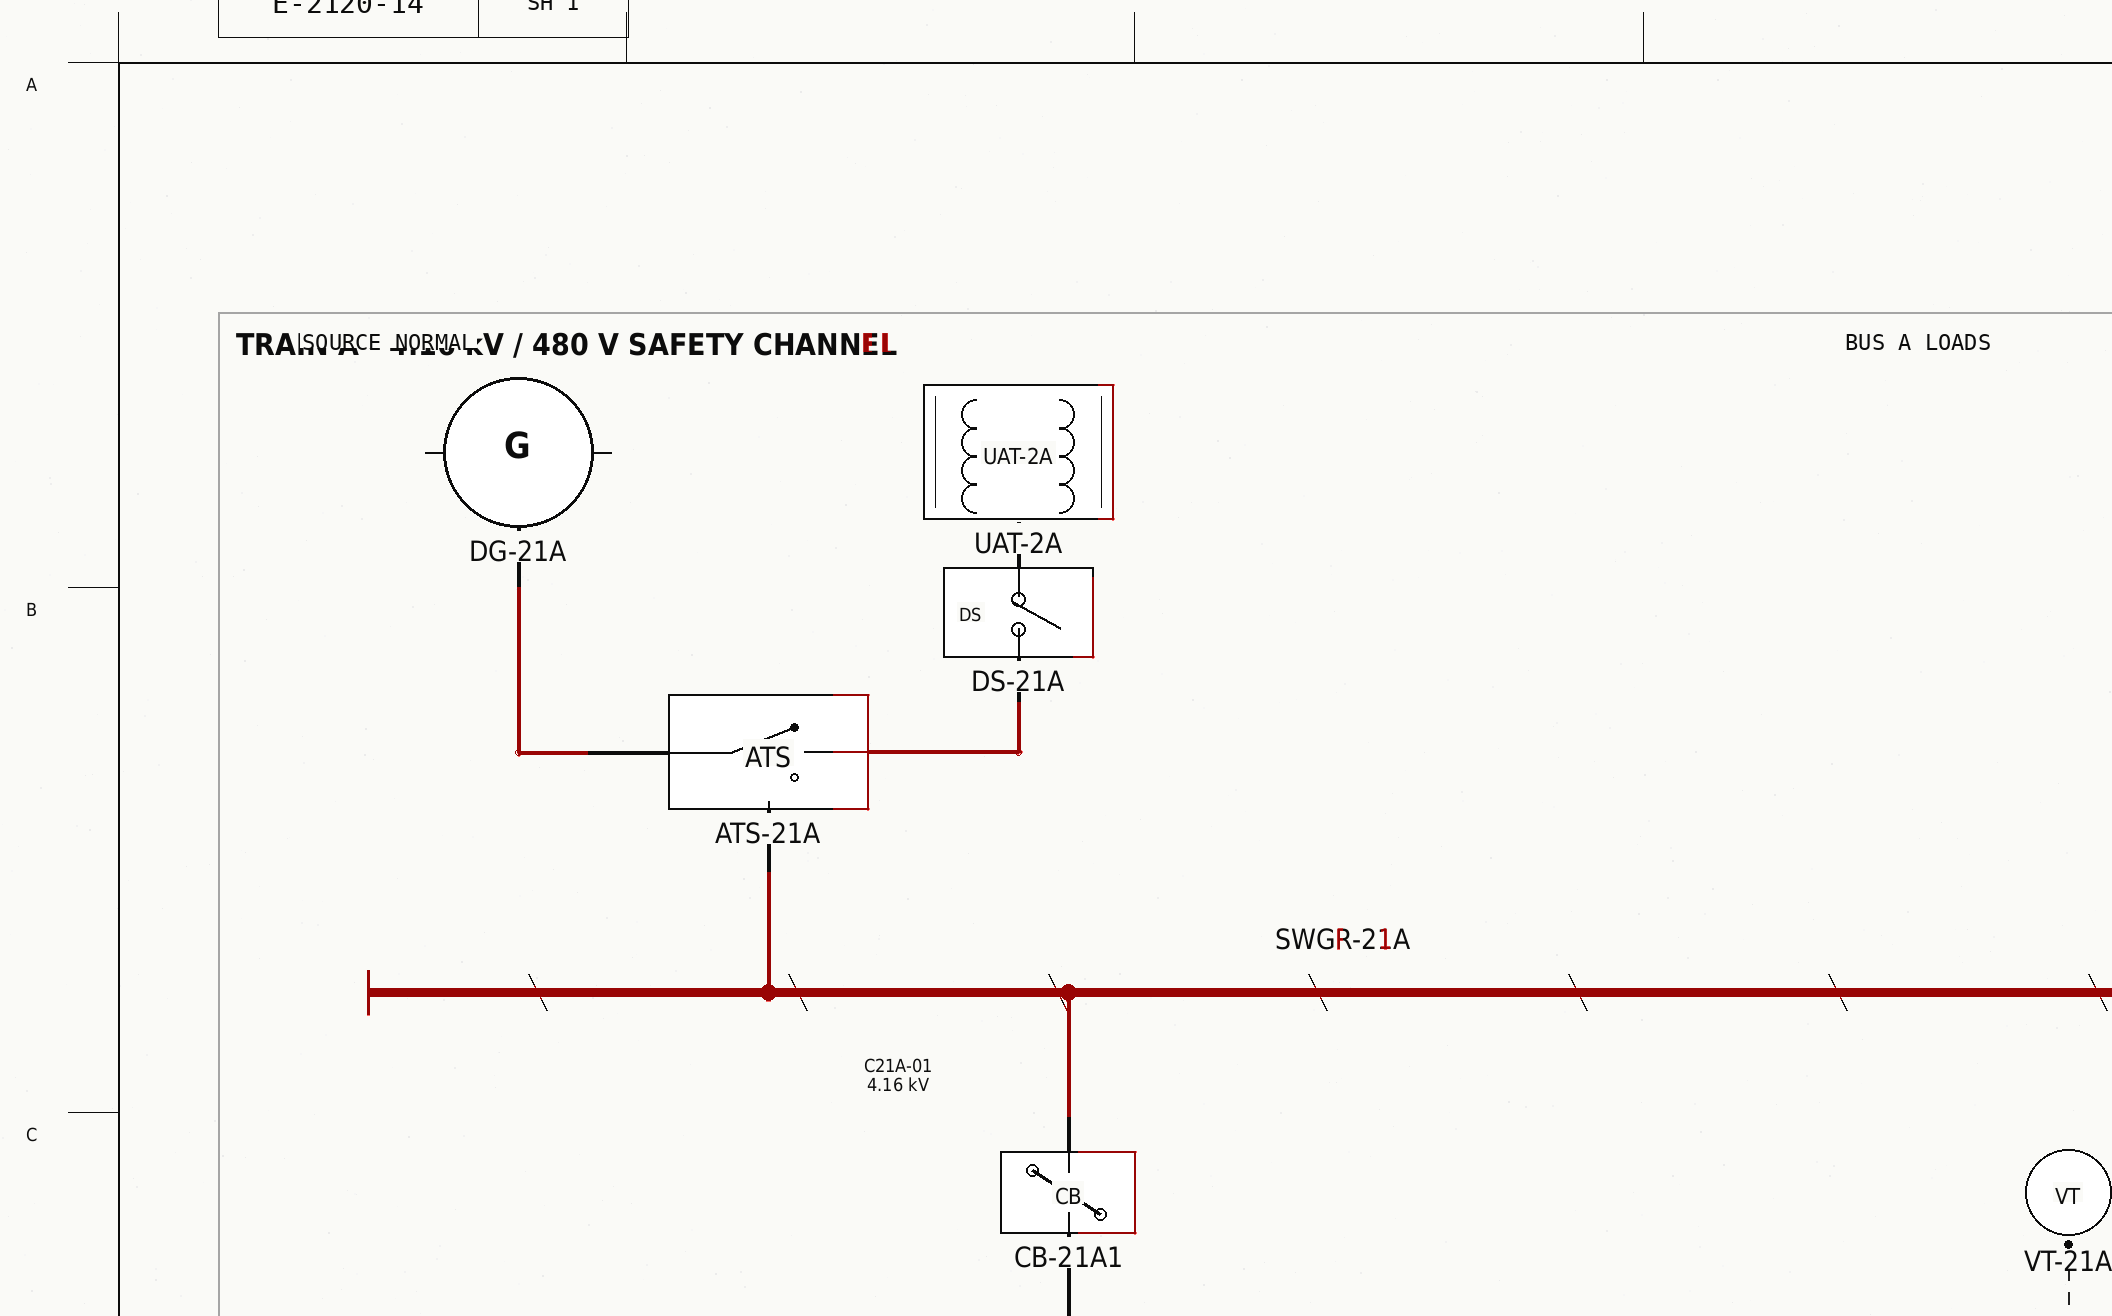 E-2120-14
SH 1
A
SOURCE NORMAL
V / 480 V SAFETY CHANNEL
BUS A LOADS
G
UAT-2A
DG-21A
UAT-2A
B
DS
DS-21A
ATS
ATS-21A
SWGR-21A
C21A-01
4.16 kV
C
CB
VT
CB-21A1
VT-21A